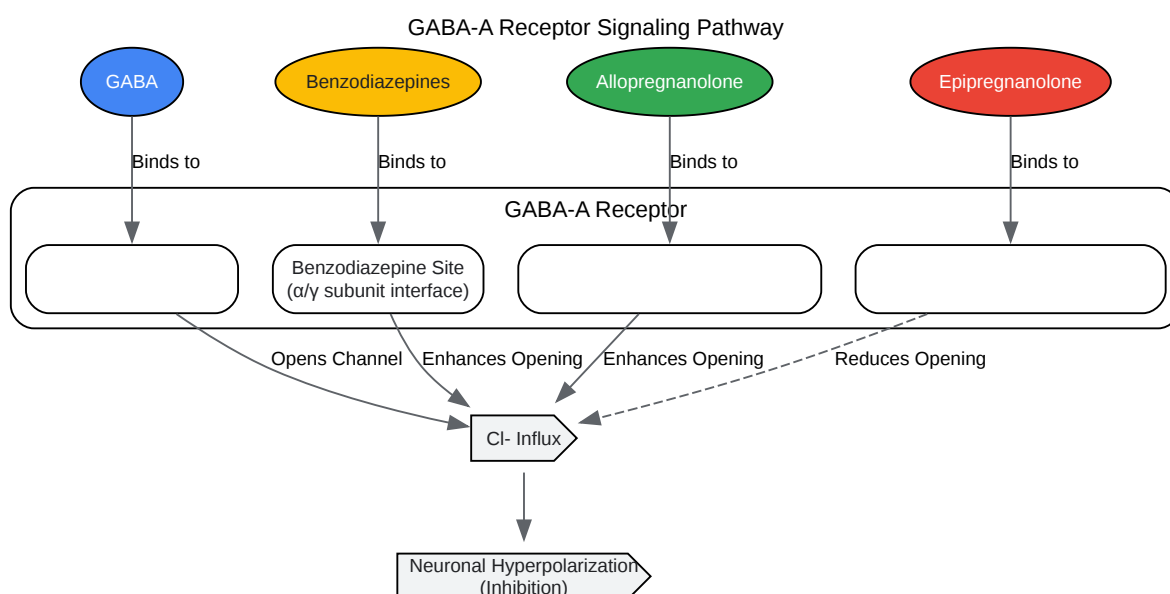 GABA-A Receptor Signaling Pathway
GABA
Benzodiazepines
Allopregnanolone
Epipregnanolone
Binds to
Binds to
Binds to
Binds to
GABA-A Receptor
Benzodiazepine Site
(α/γ subunit interface)
Opens Channel
Enhances Opening
Enhances Opening
Reduces Opening
Cl- Influx
Neuronal Hyperpolarization
(Inhibition)